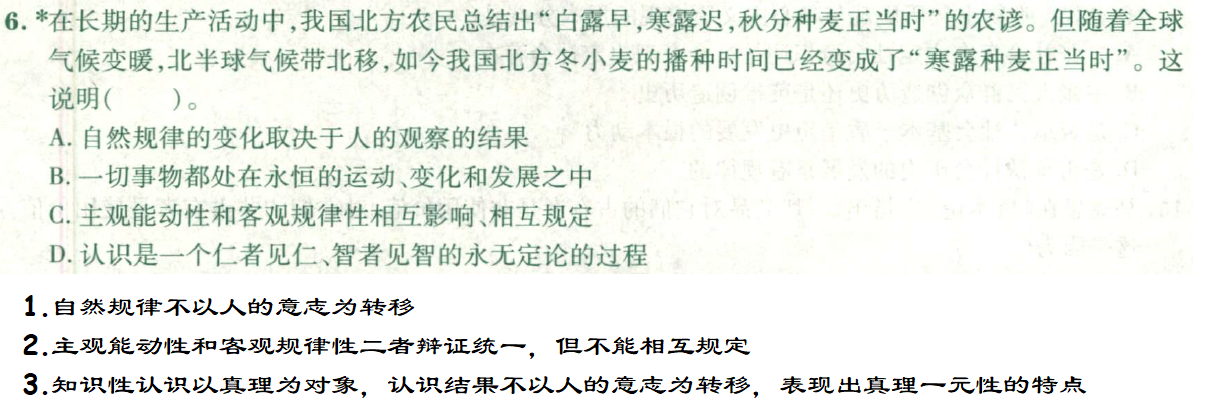 6. *在长期的生产活动中,我国北方农民总结出“白露早,寒露迟,秋分种麦正当时”的农谚。但随着全球
气候变暖,北半球气候带北移,如今我国北方冬小麦的播种时间已经变成了“寒露种麦正当时”。这
说明(　　)。
A. 自然规律的变化取决于人的观察的结果
B. 一切事物都处在永恒的运动、变化和发展之中
C. 主观能动性和客观规律性相互影响、相互规定
D. 认识是一个仁者见仁、智者见智的永无定论的过程
1.自然规律不以人的意志为转移
2.主观能动性和客观规律性二者辩证统一，但不能相互规定
3.知识性认识以真理为对象，认识结果不以人的意志为转移，表现出真理一元性的特点